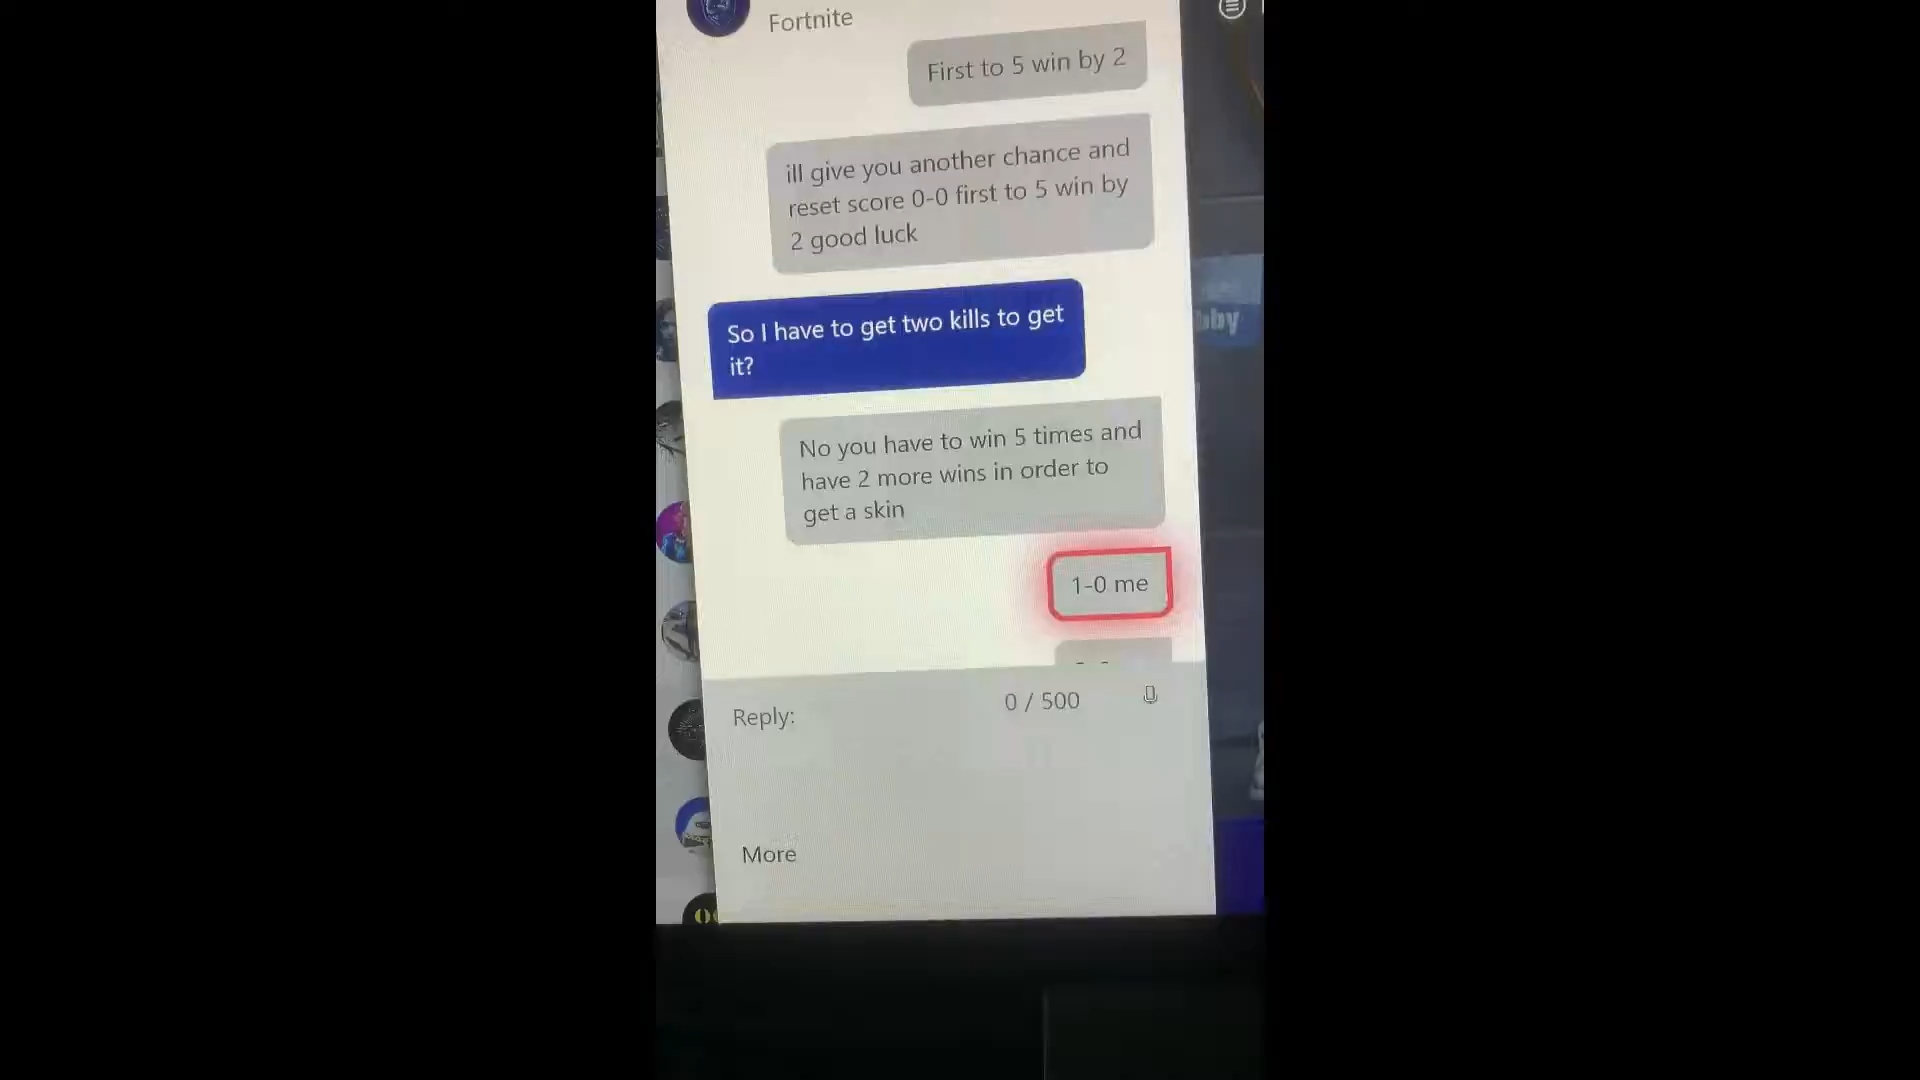 Fortnite
First to 5 win by 2
ill give you another chance and
reset score 0-0 first to 5 win by
2 good luck
So I have to get two kills to get
it?
No you have to win 5 times and
have 2 more wins in order to
get a skin
1-0 me
Reply:
0 / 500
More